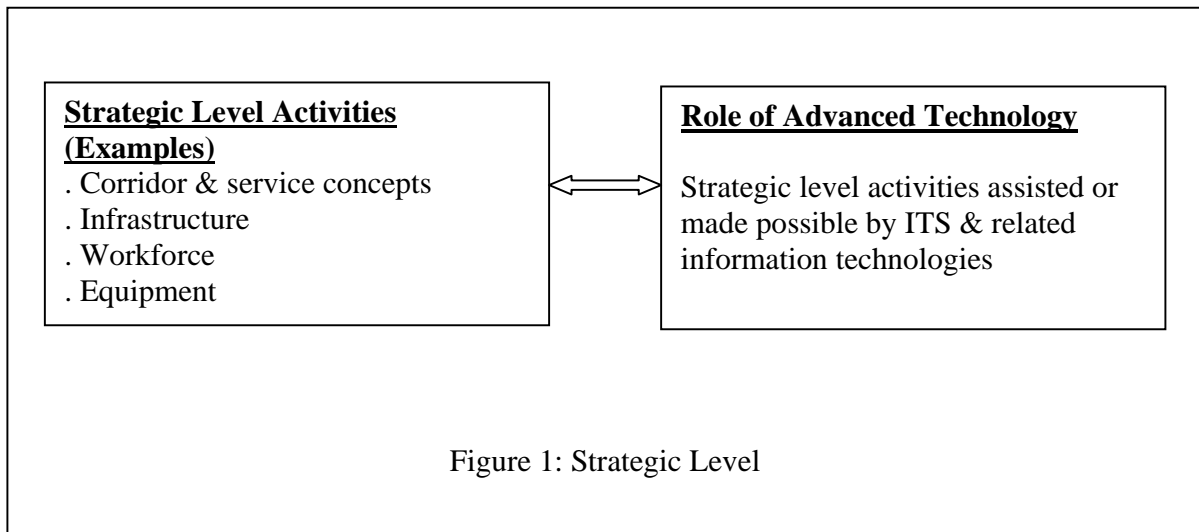 Strategic Level Activities
(Examples)
. Corridor & service concepts
. Infrastructure
. Workforce
. Equipment
Role of Advanced Technology
Strategic level activities assisted or
made possible by ITS & related
information technologies
Figure 1: Strategic Level